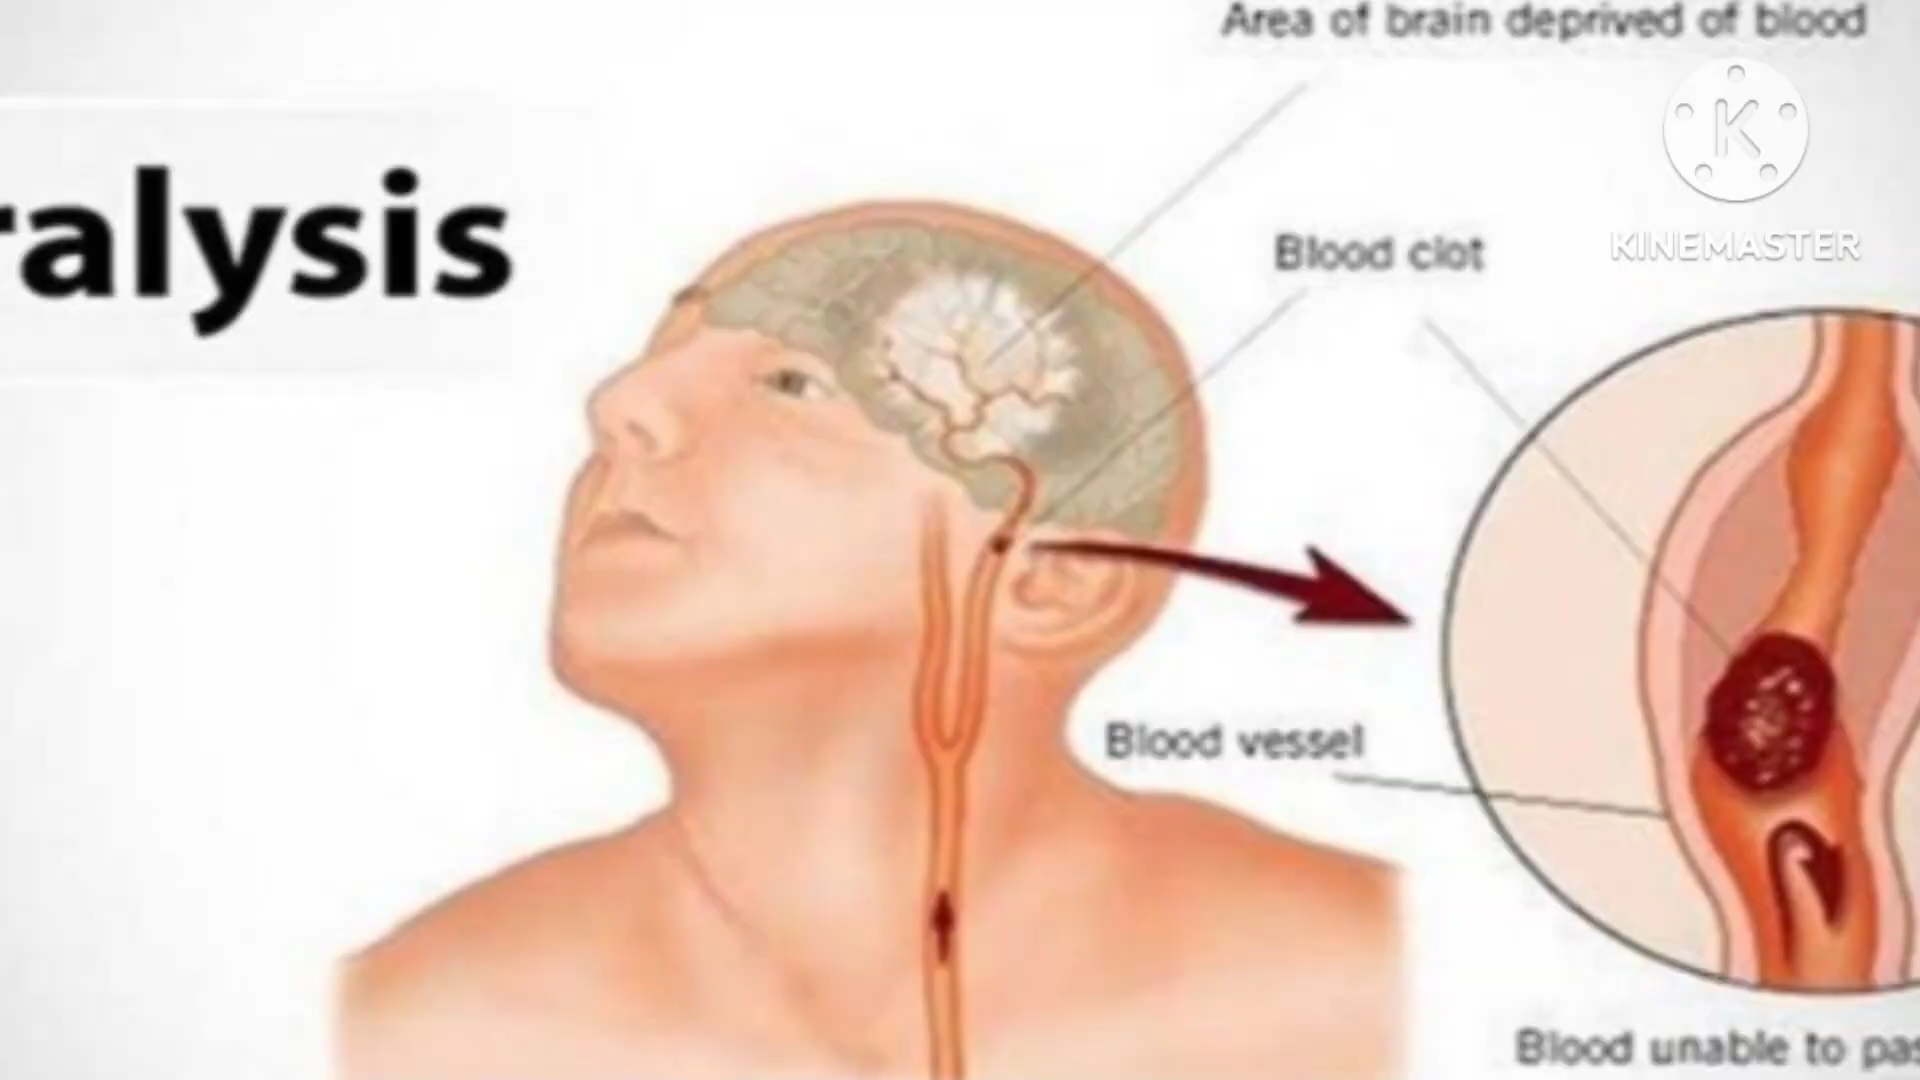 Area of brain deprived of blood
K
KINEMASTER
ralysis
Blood clot
Blood vessel
Blood unable to pas